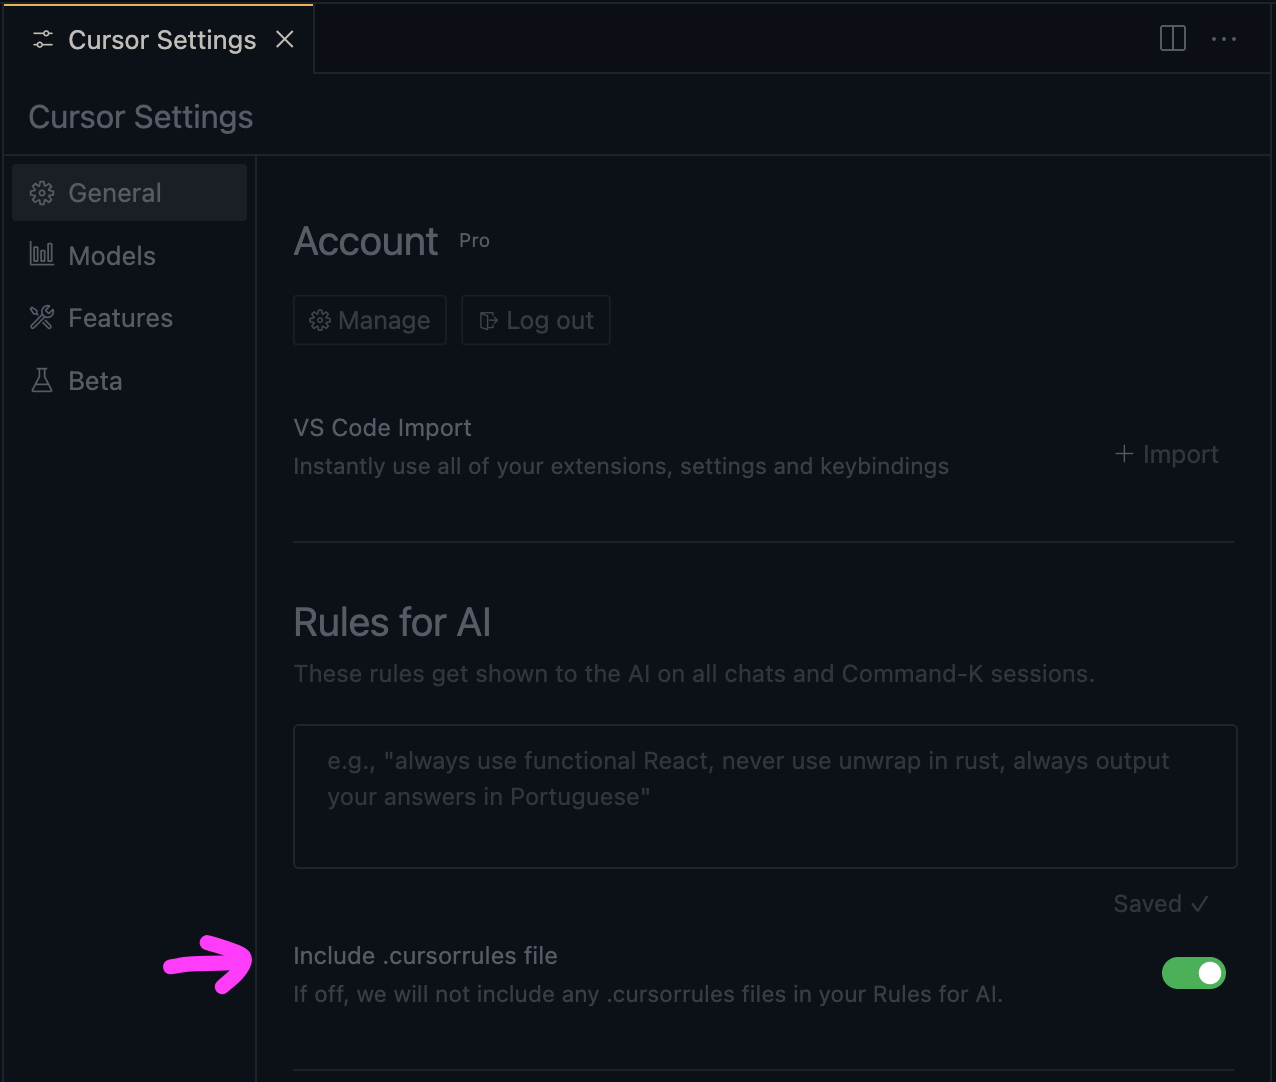 Cursor Settings
Cursor Settings
General
Models
Features
Beta
Account Pro
Manage Log out
VS Code Import
Instantly use all of your extensions, settings and keybindings
Import
Rules for AI
These rules get shown to the AI on all chats and Command-K sessions.
e.g., "always use functional React, never use unwrap in rust, always output
your answers in Portuguese"
Saved ✓
Include .cursorrules file
If off, we will not include any .cursorrules files in your Rules for AI.